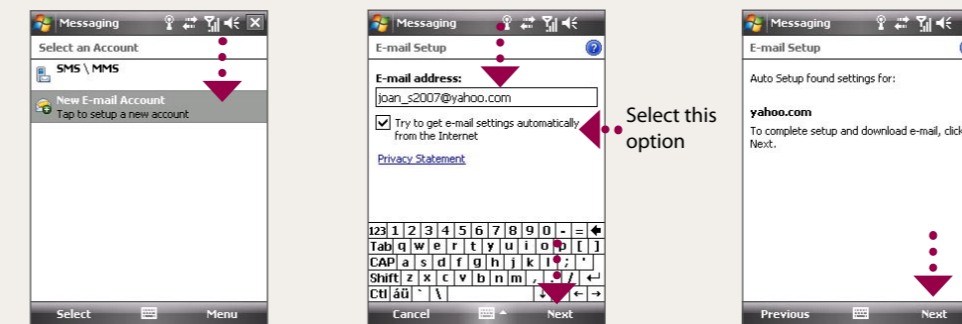 Messaging
Select an Account
SMS \ MMS
New E-mail Account
Tap to setup a new account
Select
Menu
Messaging
E-mail Setup
E-mail address:
joan_s2007@yahoo.com
Try to get e-mail settings automatically
from the Internet
Privacy Statement
123 1 2 3 4 5 6 7 8 9 0 - =
Tab q w e r t y u i o p [ ]
CAP a s d f g h j k l ; '
Shift z x c v b n m , . /
Ctl áü ` \
Cancel
Next
Select this
option
Messaging
E-mail Setup
Auto Setup found settings for:
yahoo.com
To complete setup and download e-mail, click
Next.
Previous
Next